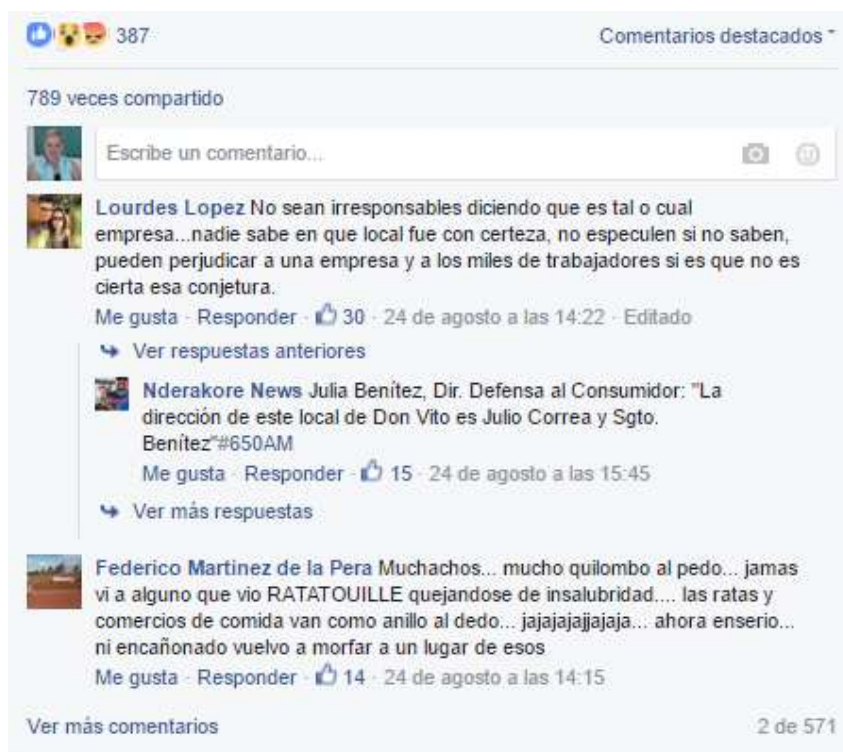 387 Comentarios destacados
789 veces compartido
Escribe un comentario...
Lourdes Lopez No sean irresponsables diciendo que es tal o cual
empresa...nadie sabe en que local fue con certeza, no especulen si no saben,
pueden perjudicar a una empresa y a los miles de trabajadores si es que no es
cierta esa conjetura.
Me gusta · Responder · 30 · 24 de agosto a las 14:22 · Editado
Ver respuestas anteriores
Nderakore News Julia Benítez, Dir. Defensa al Consumidor: "La
dirección de este local de Don Vito es Julio Correa y Sgto.
Benítez"#650AM
Me gusta · Responder · 15 · 24 de agosto a las 15:45
Ver más respuestas
Federico Martinez de la Pera Muchachos... mucho quilombo al pedo... jamas
vi a alguno que vio RATATOUILLE quejandose de insalubridad.... las ratas y
comercios de comida van como anillo al dedo... jajajajajjajaja... ahora enserio...
ni encañonado vuelvo a morfar a un lugar de esos
Me gusta · Responder · 14 · 24 de agosto a las 14:15
Ver más comentarios 2 de 571